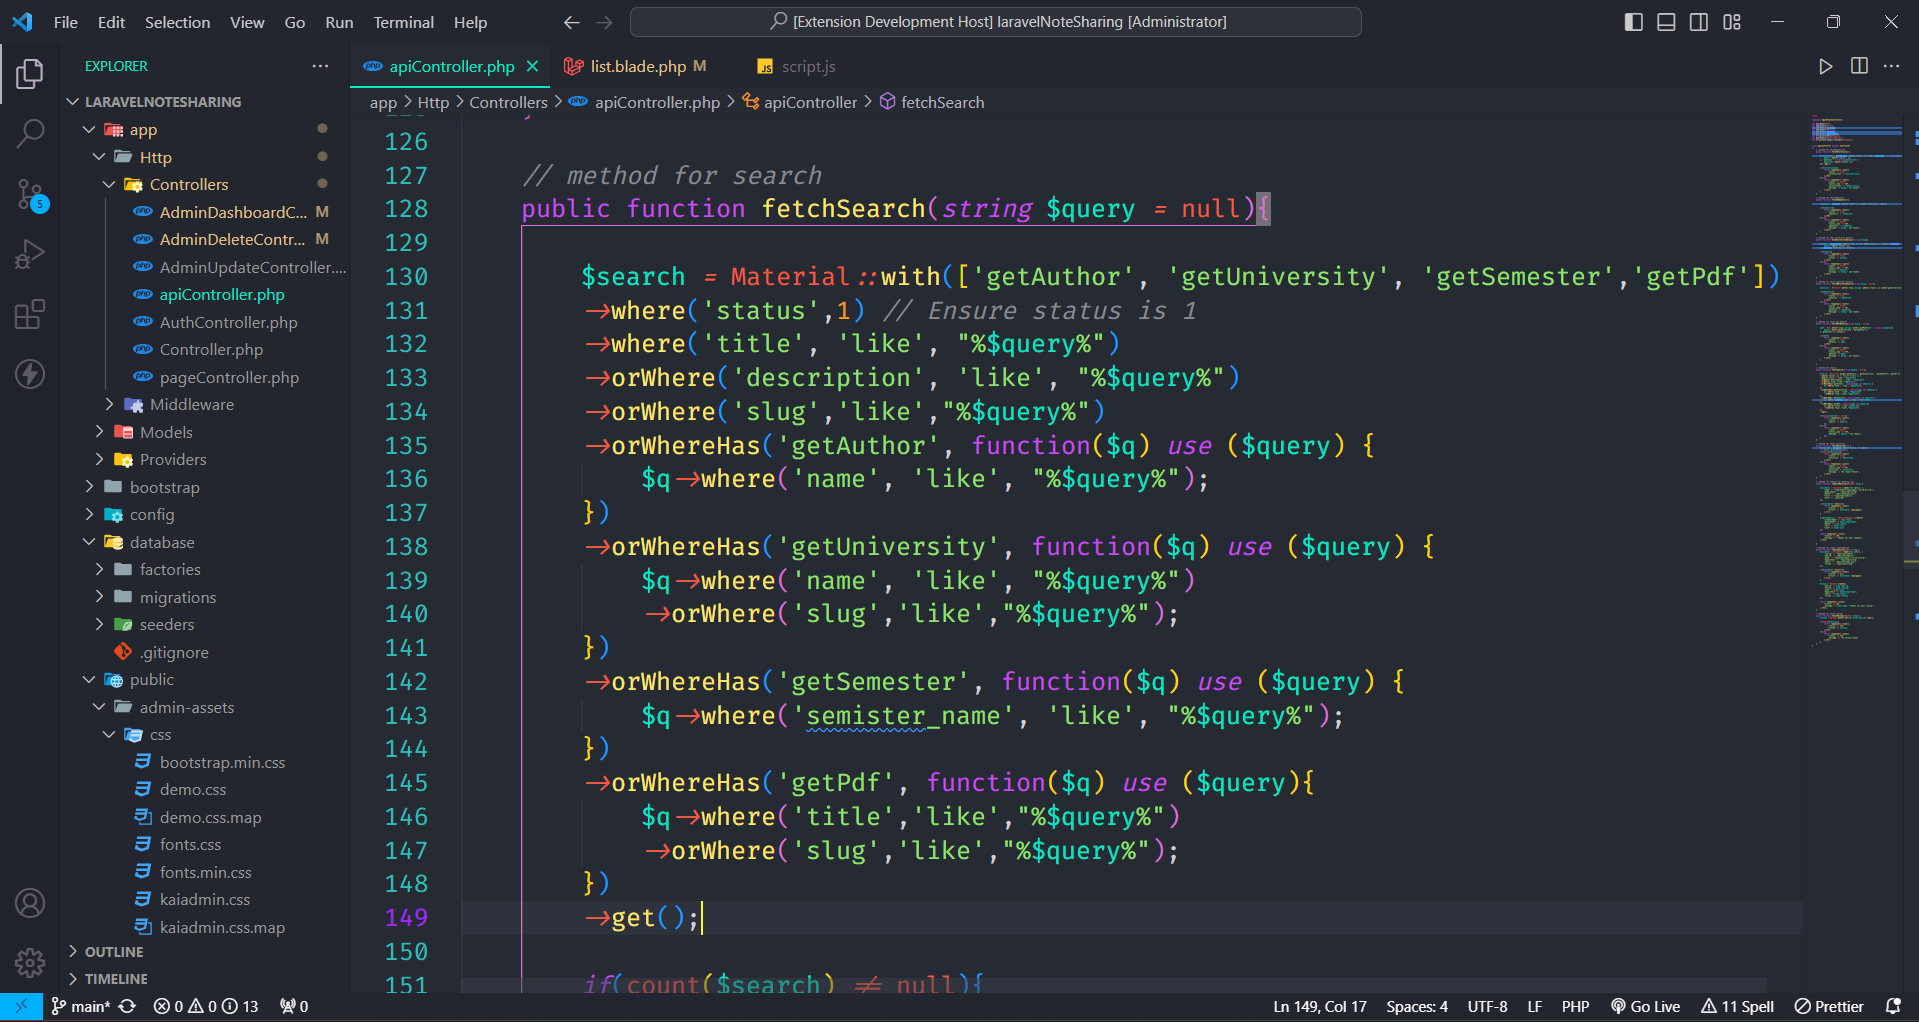 File Edit Selection View Go Run Terminal Help
[Extension Development Host] laravelNoteSharing [Administrator]
EXPLORER
LARAVELNOTESHARING
app
Http
Controllers
AdminDashboardC... M
AdminDeleteContr... M
AdminUpdateController....
apiController.php
AuthController.php
Controller.php
pageController.php
Middleware
Models
Providers
bootstrap
config
database
factories
migrations
seeders
.gitignore
public
admin-assets
css
bootstrap.min.css
demo.css
demo.css.map
fonts.css
fonts.min.css
kaiadmin.css
kaiadmin.css.map
OUTLINE
TIMELINE
5
php apiController.php
list.blade.php M
JS script.js
app > Http > Controllers > php apiController.php > apiController > fetchSearch
126
127 // method for search
128 public function fetchSearch(string $query = null){
129
130 $search = Material::with(['getAuthor', 'getUniversity', 'getSemester','getPdf'])
131 ->where('status',1) // Ensure status is 1
132 ->where('title', 'like', "%$query%")
133 ->orWhere('description', 'like', "%$query%")
134 ->orWhere('slug','like',"%$query%")
135 ->orWhereHas('getAuthor', function($q) use ($query) {
136 $q->where('name', 'like', "%$query%");
137 })
138 ->orWhereHas('getUniversity', function($q) use ($query) {
139 $q->where('name', 'like', "%$query%")
140 ->orWhere('slug','like',"%$query%");
141 })
142 ->orWhereHas('getSemester', function($q) use ($query) {
143 $q->where('semister_name', 'like', "%$query%");
144 })
145 ->orWhereHas('getPdf', function($q) use ($query){
146 $q->where('title','like',"%$query%")
147 ->orWhere('slug','like',"%$query%");
148 })
149 ->get();
150
151 if(count($search) != null){
main* 0 0 13 0
Ln 149, Col 17 Spaces: 4 UTF-8 LF PHP Go Live 11 Spell Prettier